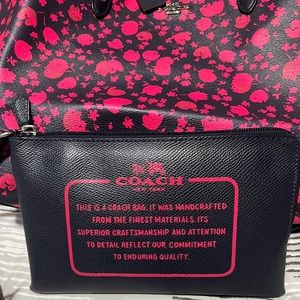 COACH
NEW YORK
THIS IS A COACH BAG. IT WAS HANDCRAFTED
FROM THE FINEST MATERIALS. ITS
SUPERIOR CRAFTSMANSHIP AND ATTENTION
TO DETAIL REFLECT OUR COMMITMENT
TO ENDURING QUALITY.